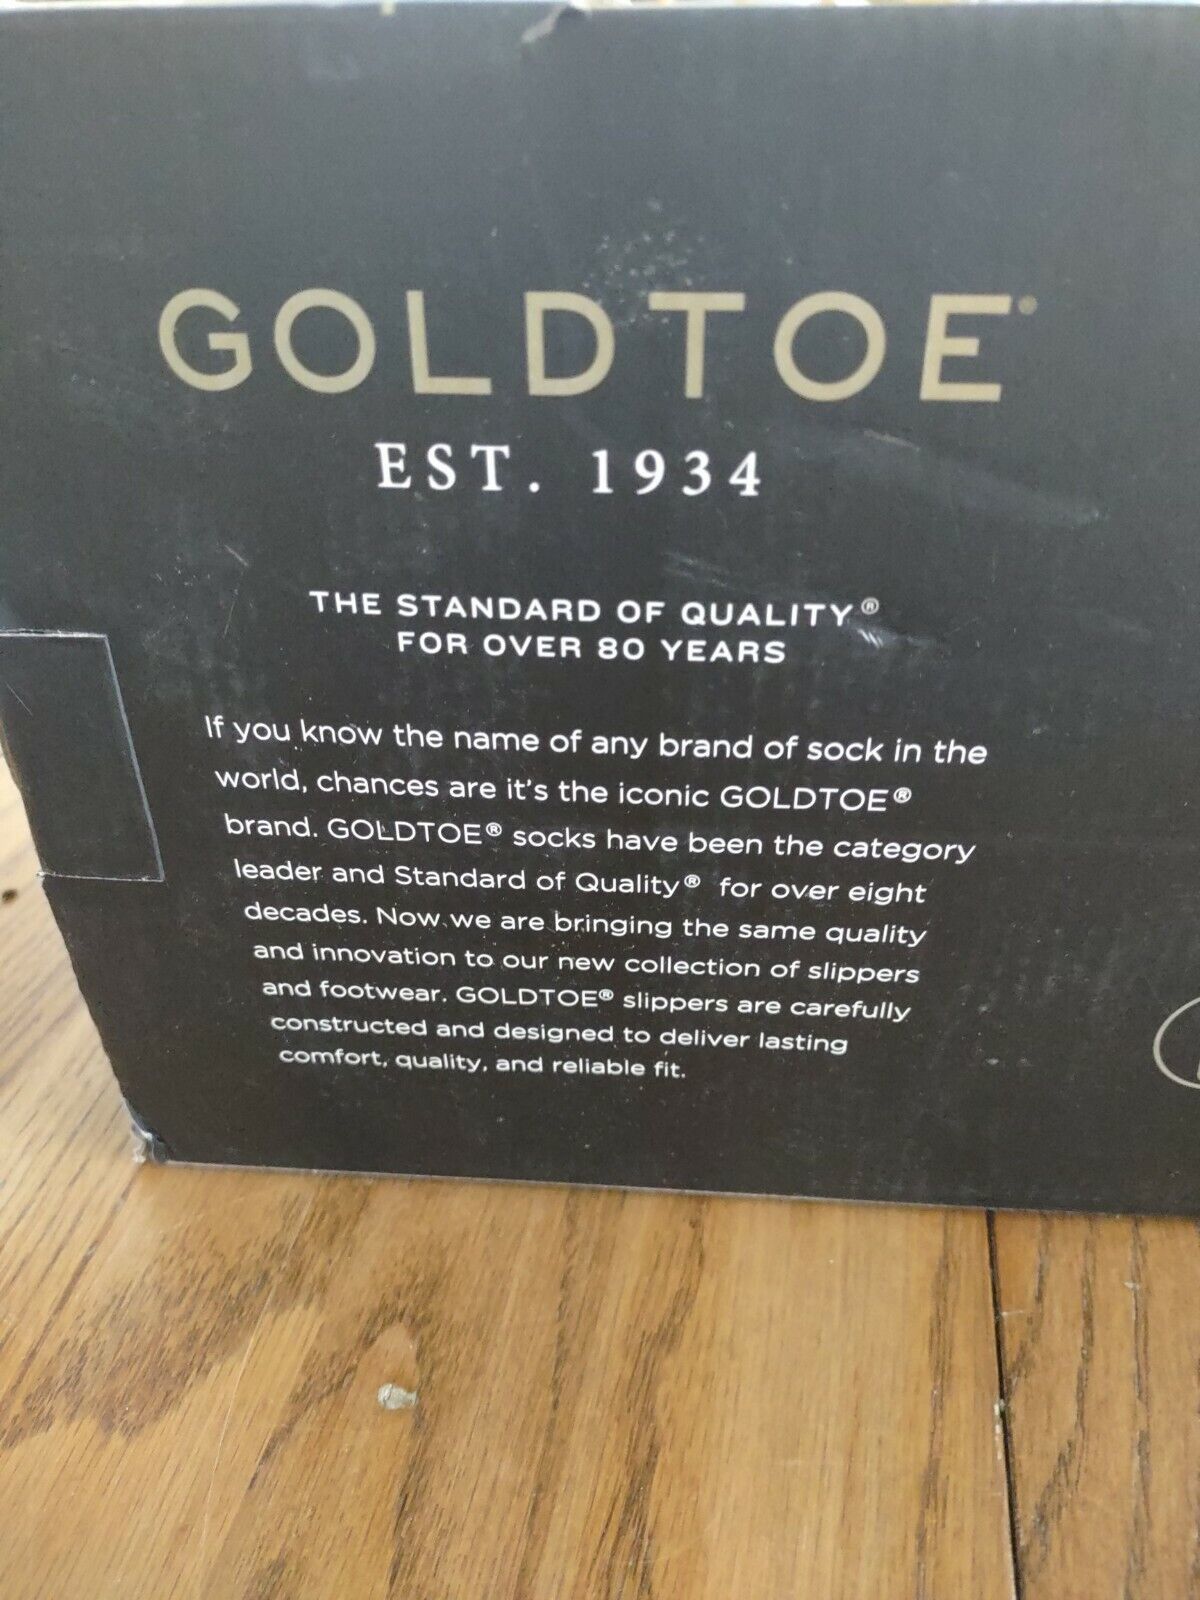 GOLDTOE®
EST. 1934
THE STANDARD OF QUALITY®
FOR OVER 80 YEARS
If you know the name of any brand of sock in the
world, chances are it's the iconic GOLDTOE®
brand. GOLDTOE® socks have been the category
leader and Standard of Quality® for over eight
decades. Now we are bringing the same quality
and innovation to our new collection of slippers
and footwear. GOLDTOE® slippers are carefully
constructed and designed to deliver lasting
comfort, quality, and reliable fit.